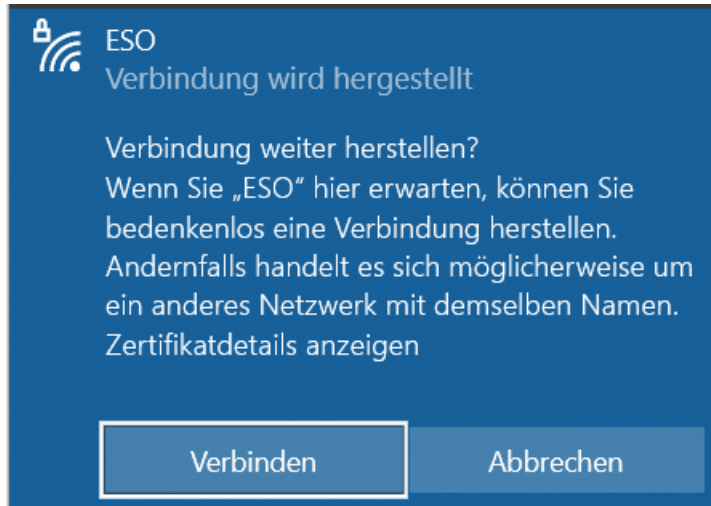 ESO
Verbindung wird hergestellt
Verbindung weiter herstellen?
Wenn Sie „ESO“ hier erwarten, können Sie
bedenkenlos eine Verbindung herstellen.
Andernfalls handelt es sich möglicherweise um
ein anderes Netzwerk mit demselben Namen.
Zertifikatdetails anzeigen
Verbinden Abbrechen